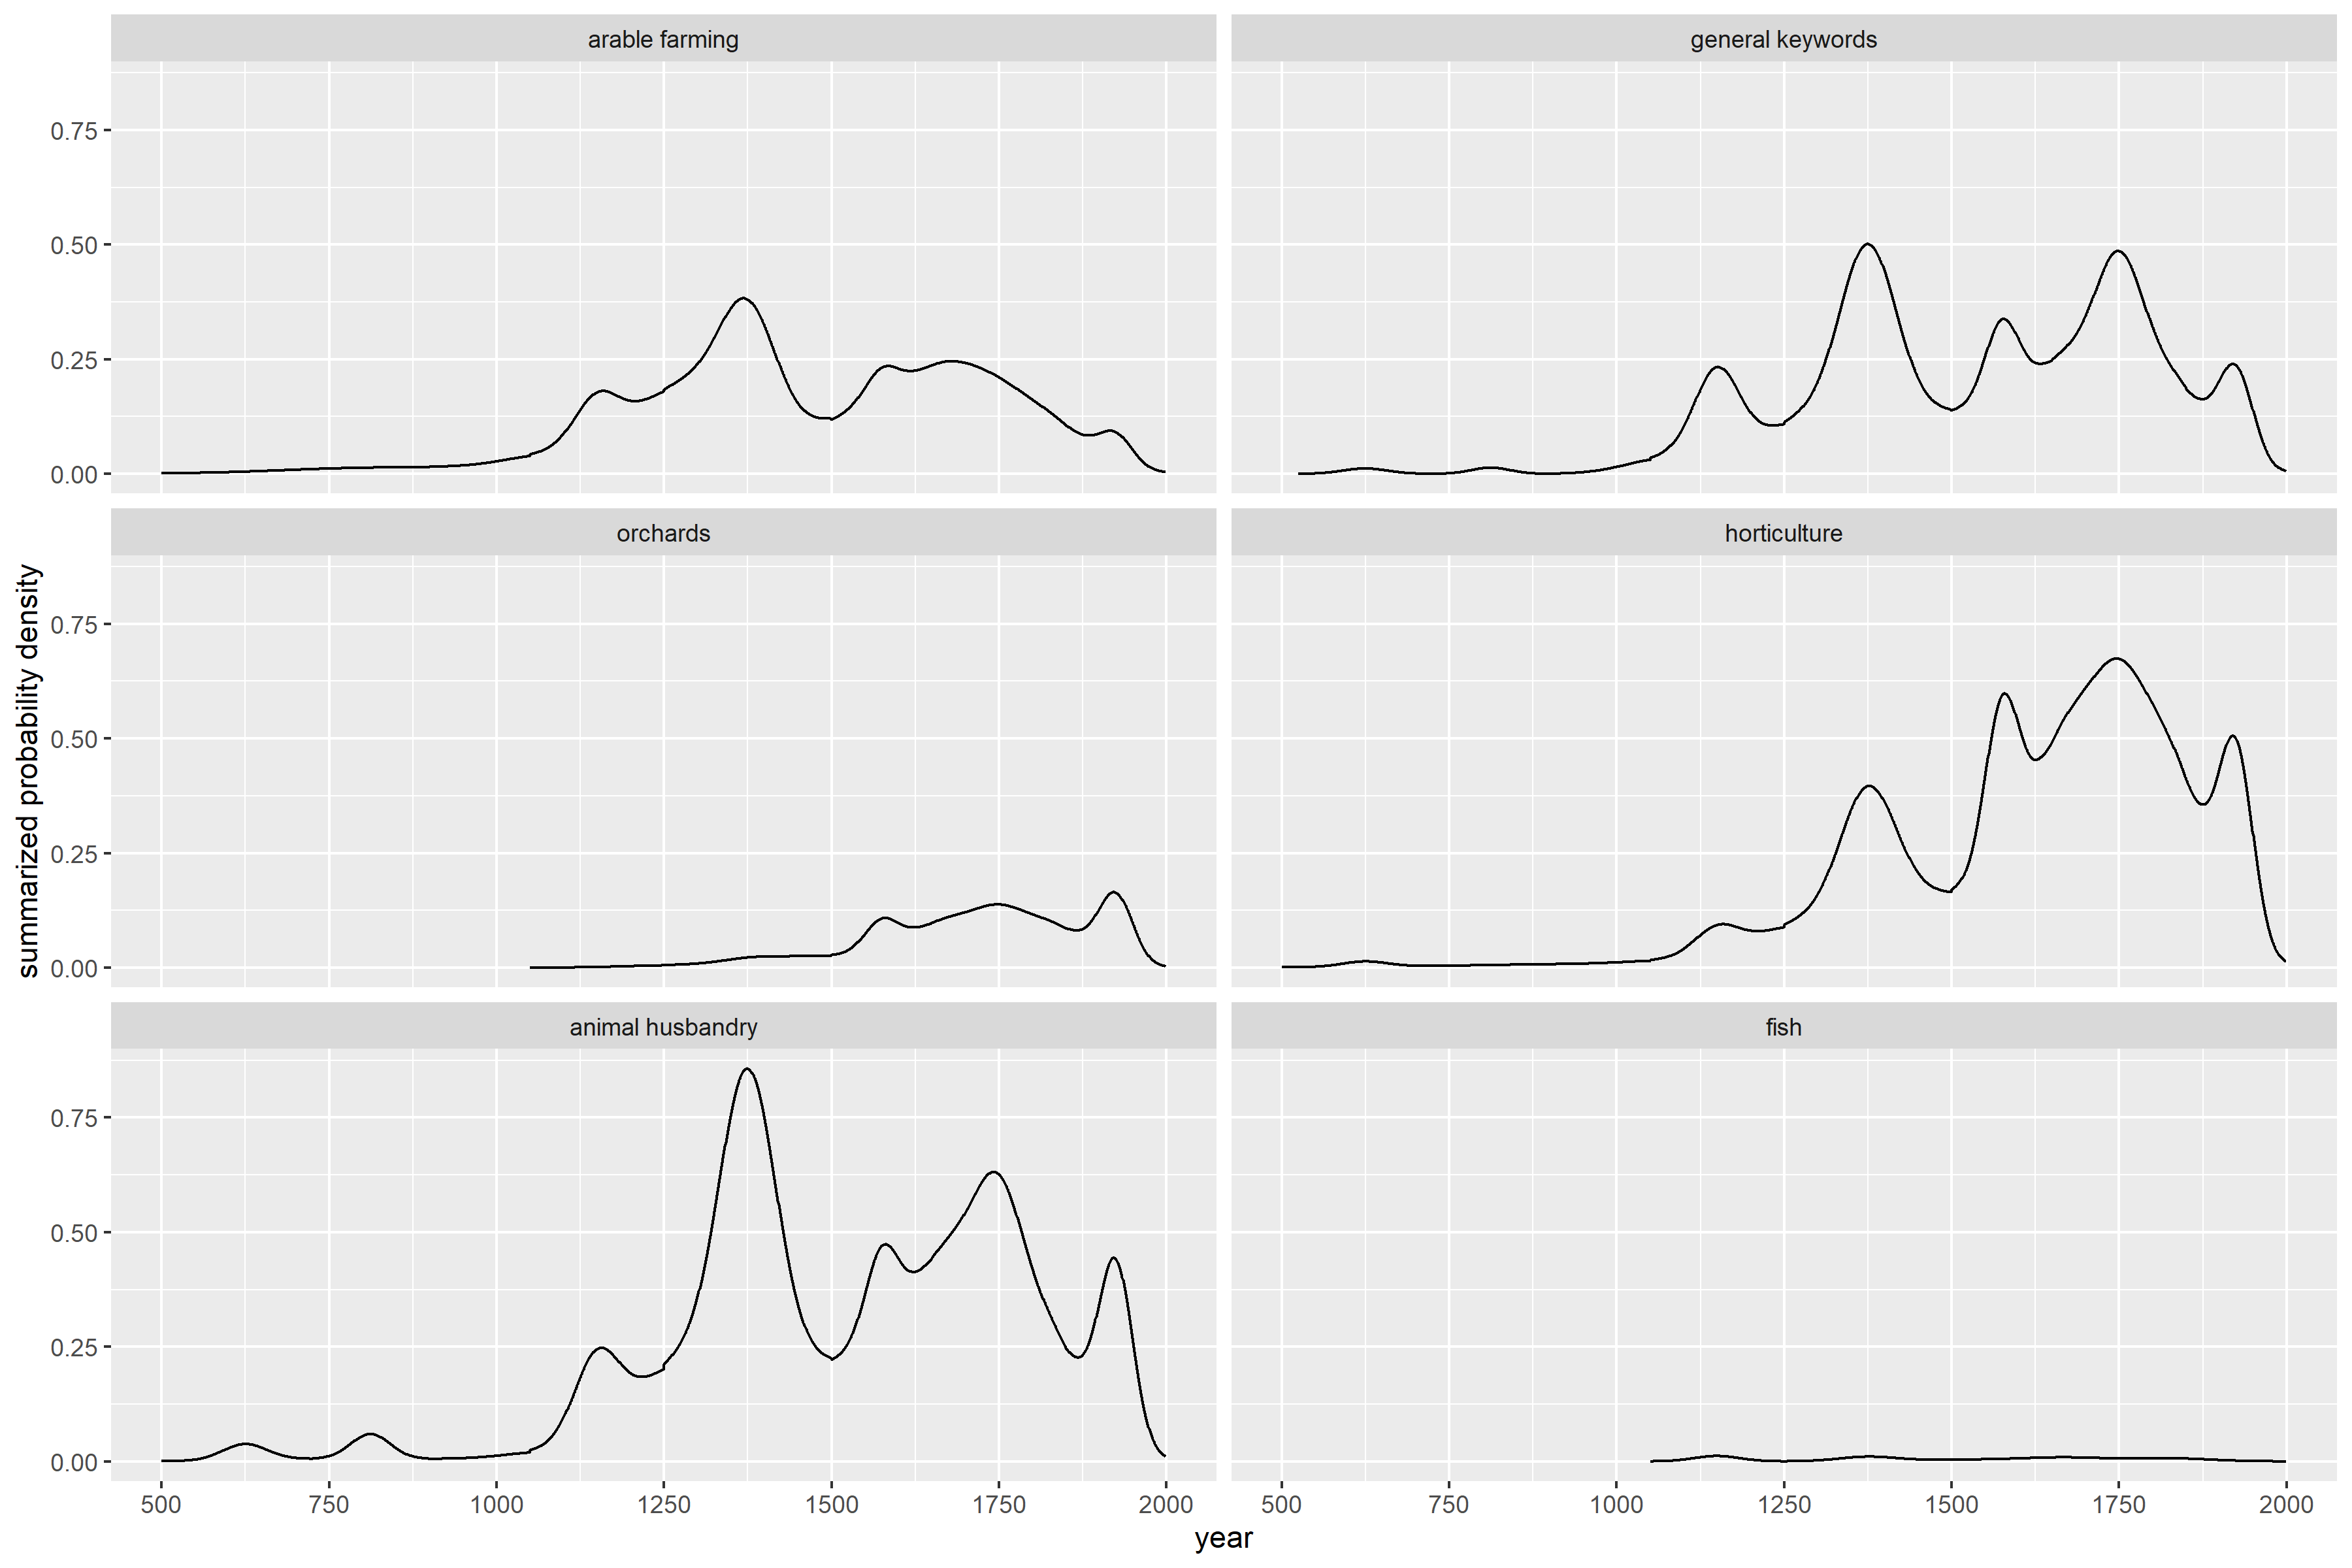 arable farming
general keywords
0.75
0.50
0.25
0.00
orchards
horticulture
summarized probability density
0.75
0.50
0.25
0.00
animal husbandry
fish
0.75
0.50
0.25
0.00
500 750 1000 1250 1500 1750 2000
500 750 1000 1250 1500 1750 2000
year